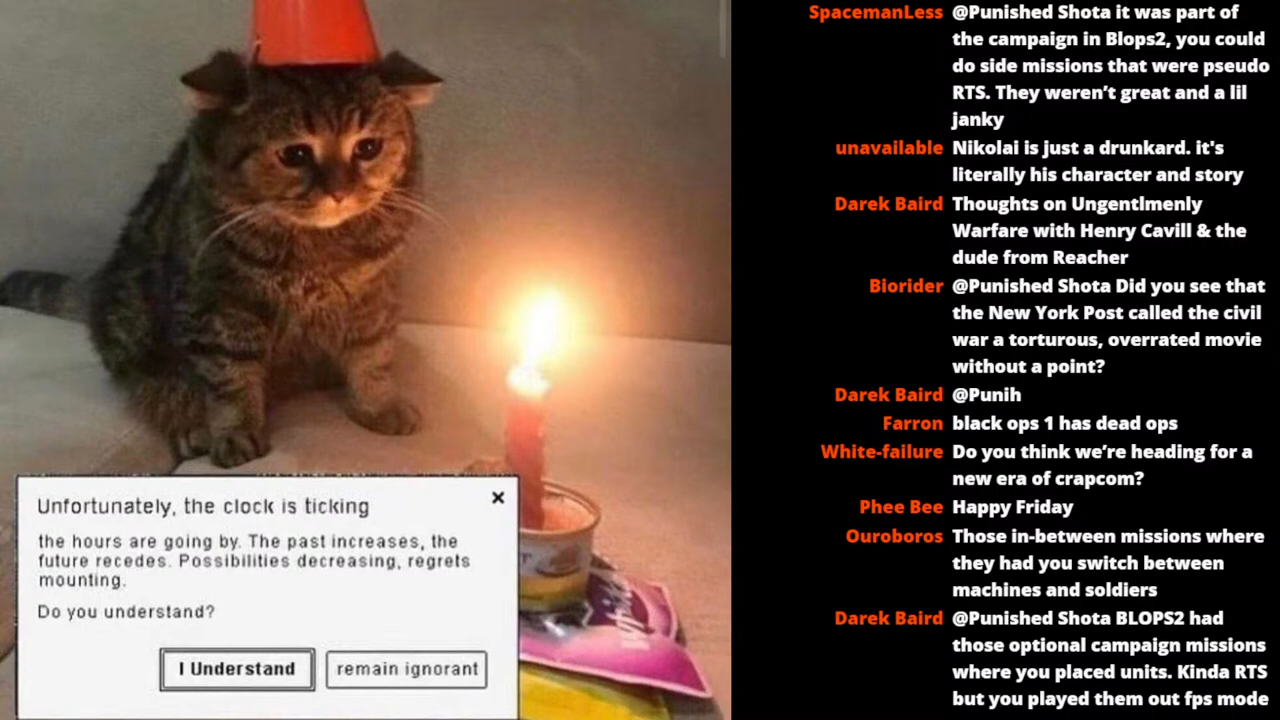 Unfortunately, the clock is ticking
the hours are going by. The past increases, the
future recedes. Possibilities decreasing, regrets
mounting.
Do you understand?
I Understand
remain ignorant
SpacemanLess @Punished Shota it was part of
the campaign in Blops2, you could
do side missions that were pseudo
RTS. They weren't great and a lil
janky
unavailable Nikolai is just a drunkard. it's
literally his character and story
Darek Baird Thoughts on Ungentlmenly
Warfare with Henry Cavill & the
dude from Reacher
Biorider @Punished Shota Did you see that
the New York Post called the civil
war a torturous, overrated movie
without a point?
Darek Baird @Punih
Farron black ops 1 has dead ops
White-failure Do you think we're heading for a
new era of crapcom?
Phee Bee Happy Friday
Ouroboros Those in-between missions where
they had you switch between
machines and soldiers
Darek Baird @Punished Shota BLOPS2 had
those optional campaign missions
where you placed units. Kinda RTS
but you played them out fps mode